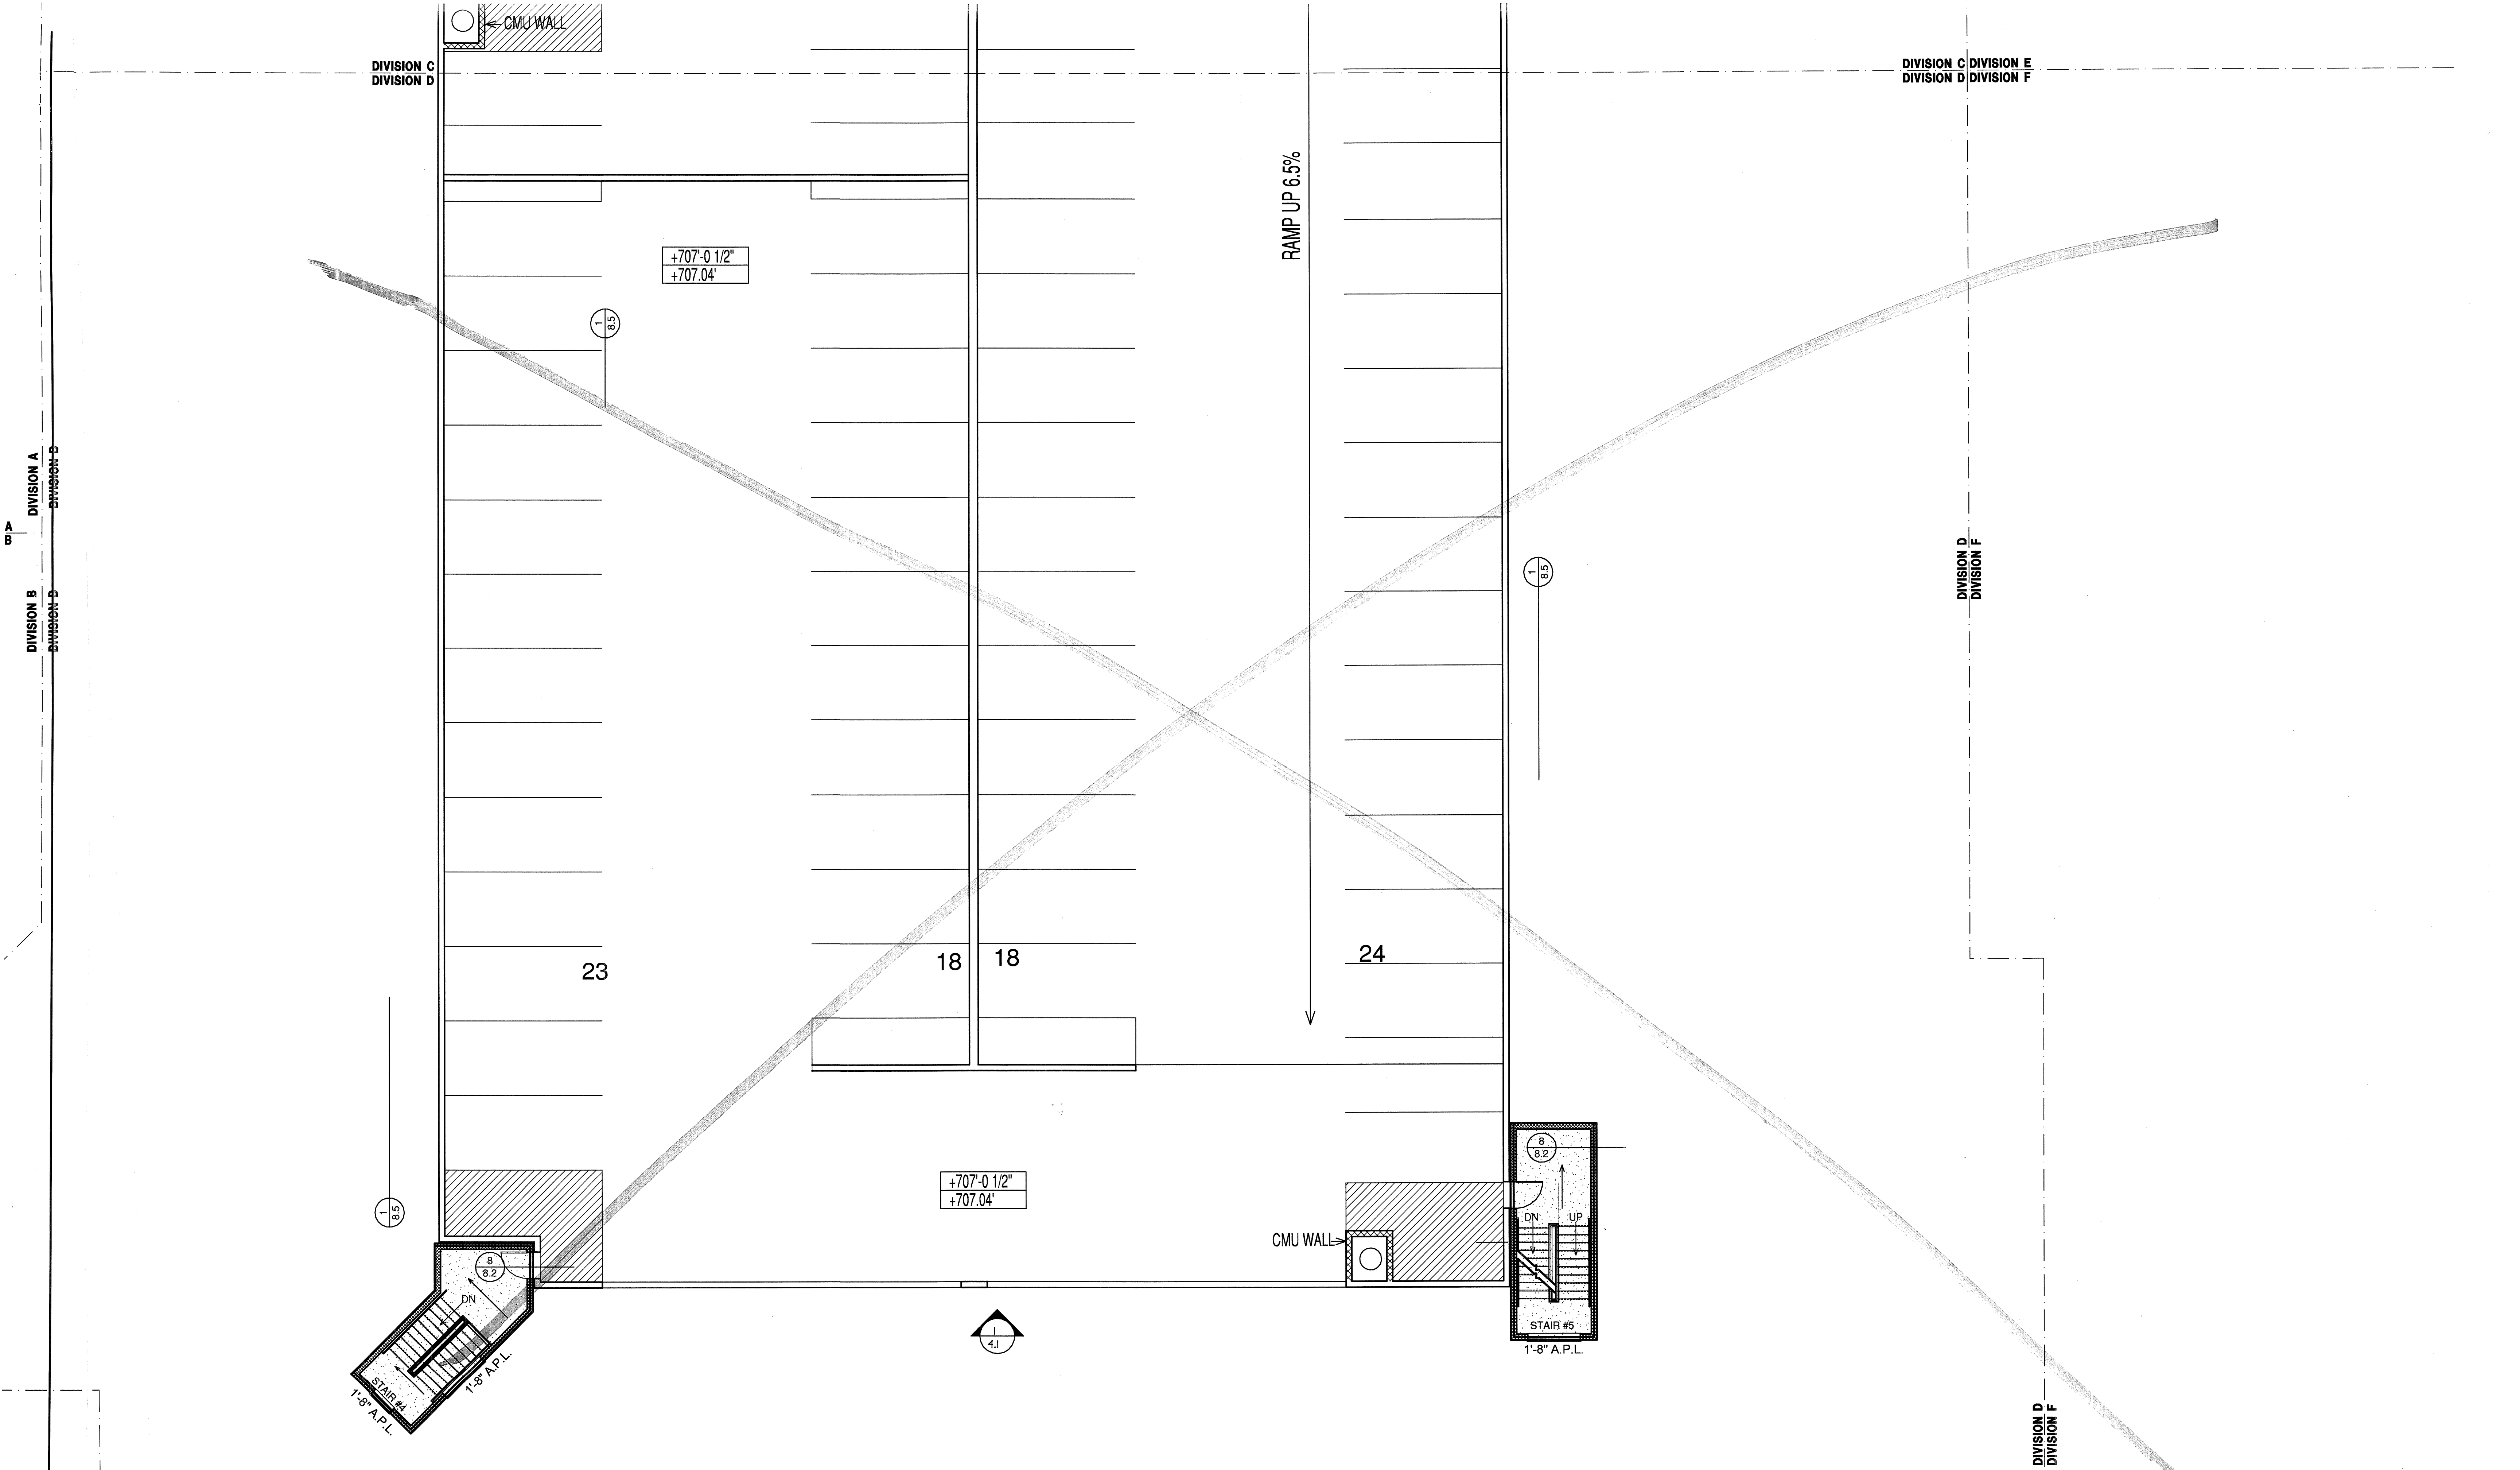 CMU WALL
DIVISION C
DIVISION D
DIVISION C DIVISION E
DIVISION D DIVISION F
RAMP UP 6.5%
+707'-0 1/2"
+707.04'
1
8.5
DIVISION A
DIVISION D
A
B
DIVISION B
DIVISION D
1
8.5
DIVISION D
DIVISION F
23
18
18
24
8
8.2
+707'-0 1/2"
+707.04'
1
8.5
DN
UP
CMU WALL
8
8.2
DN
STAIR #5
1'-8" A.P.L.
1
4.1
1'-8" A.P.L.
STAIR #4
1'-8" A.P.L.
DIVISION D
DIVISION F